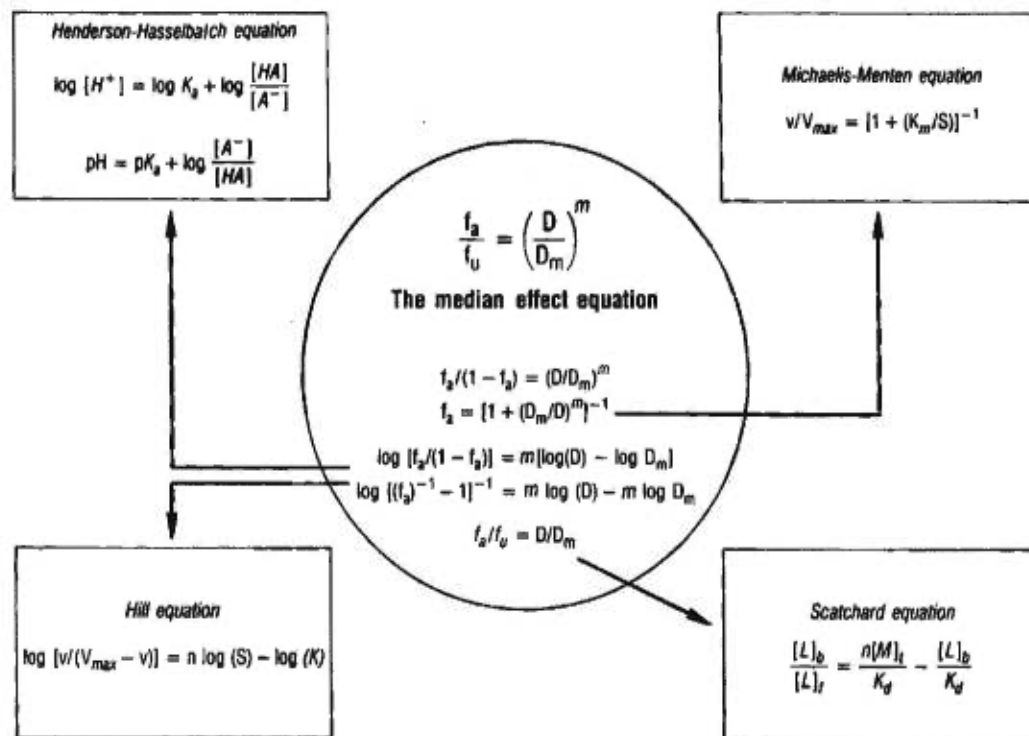 Henderson-Hasselbalch equation
log [H⁺] = log Kₐ + log [HA]/[A⁻]
pH = pKₐ + log [A⁻]/[HA]
Michaelis-Menten equation
v/Vmax = [1 + (Km/S)]⁻¹
fₐ/fᵤ = (D/Dm)^m
The median effect equation
fₐ/(1 − fₐ) = (D/Dm)^m
fₐ = [1 + (Dm/D)^m]⁻¹
log [fₐ/(1 − fₐ)] = m[log(D) − log Dm]
log [(fₐ)⁻¹ − 1]⁻¹ = m log (D) − m log Dm
fₐ/fᵤ = D/Dm
Hill equation
log [v/(Vmax − v)] = n log (S) − log (K)
Scatchard equation
[L]b/[L]f = n[M]t/Kd − [L]b/Kd